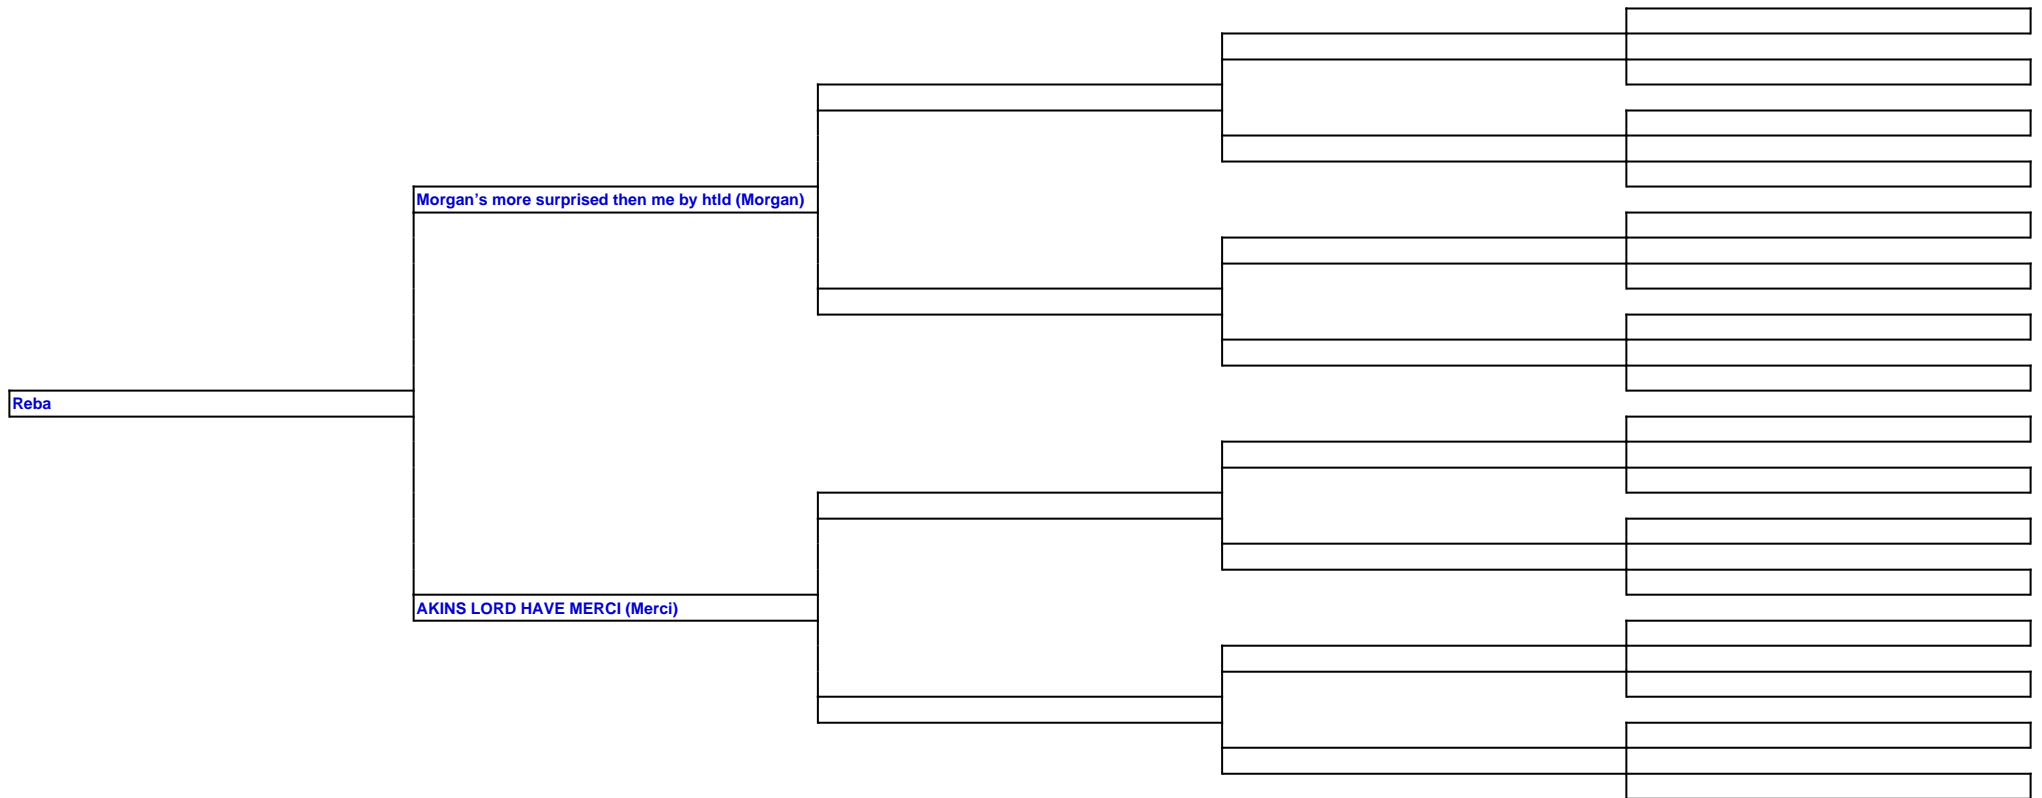 Morgan’s more surprised then me by htld (Morgan)
Reba
AKINS LORD HAVE MERCI (Merci)